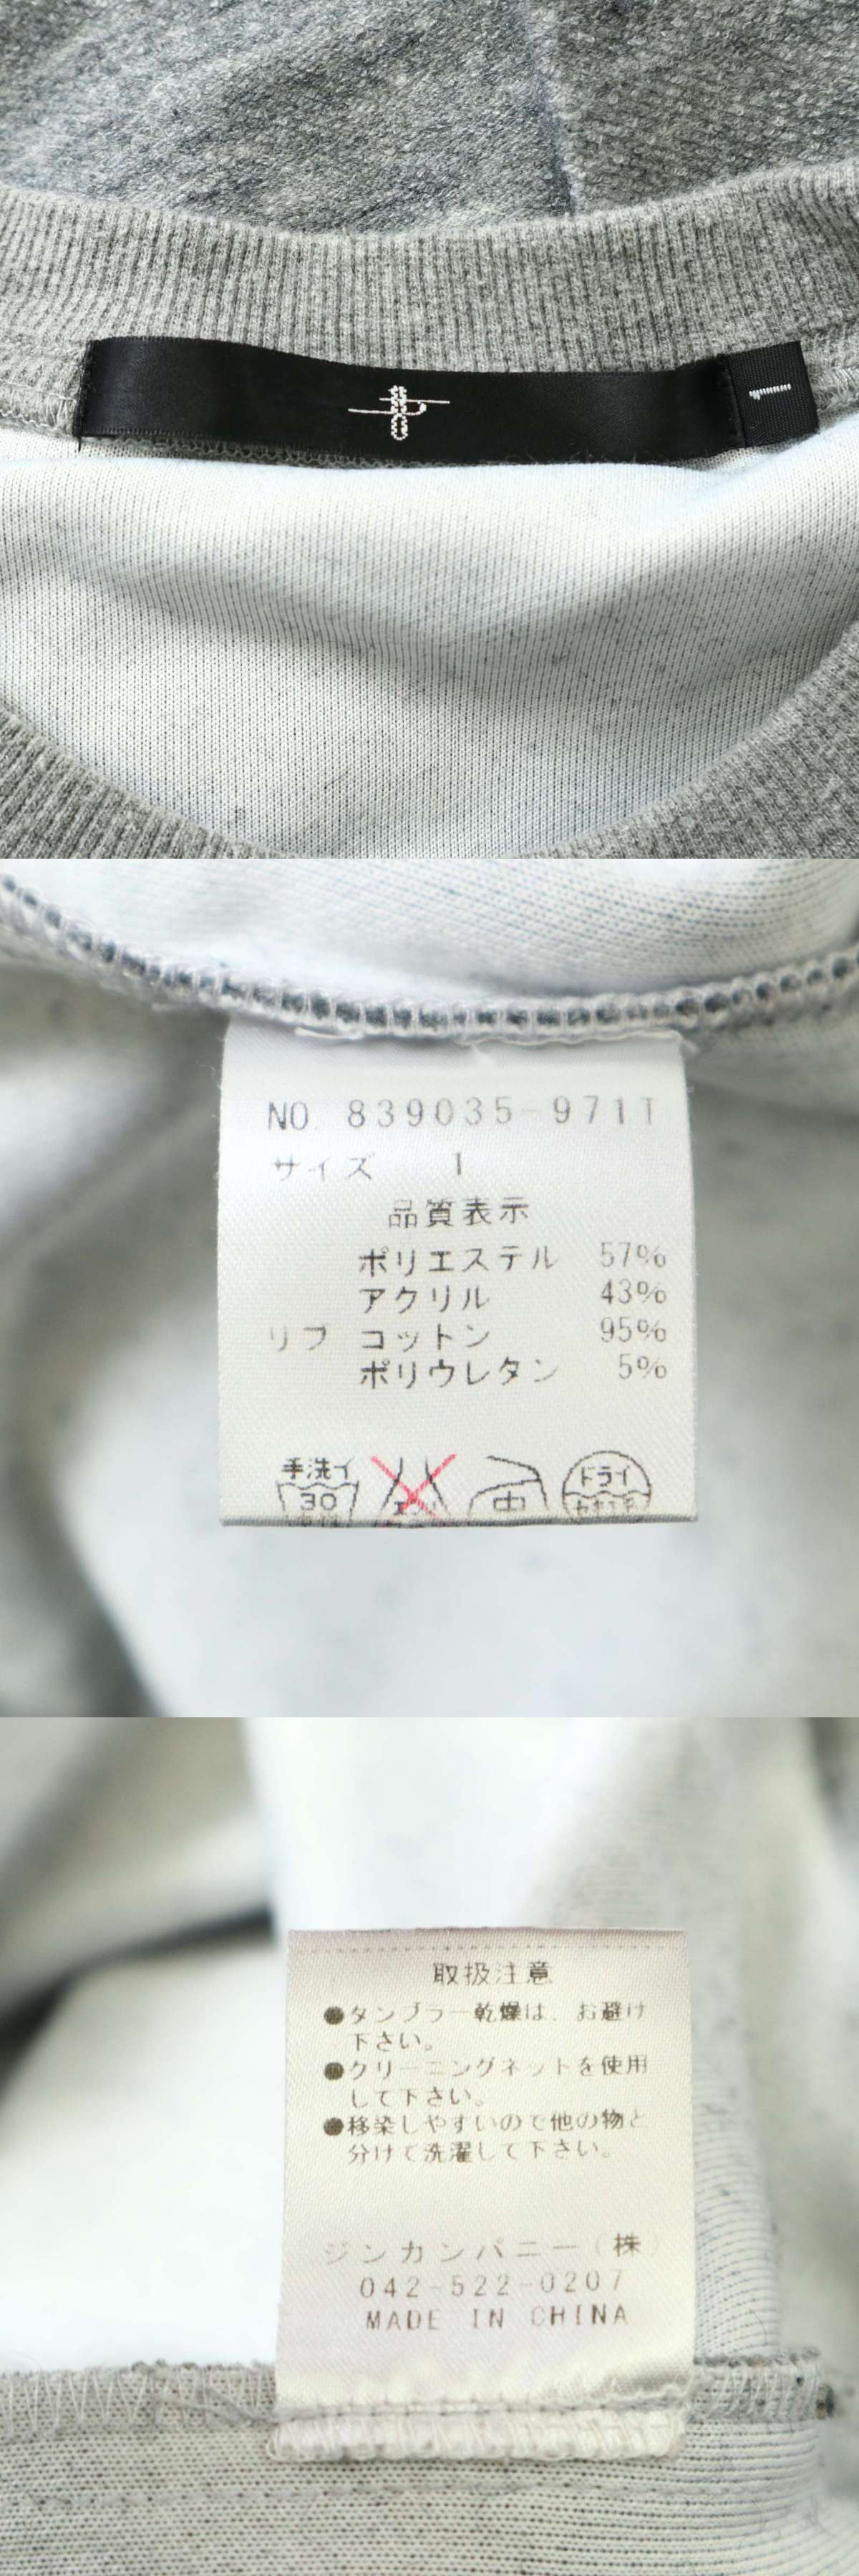 1
NO 839035-971T
サイズ 1
品質表示
ポリエステル 57%
アクリル 43%
リブ コットン 95%
ポリウレタン 5%
手洗イ
30
中
ドライ
取扱注意
●タンブラー乾燥は、お避け
下さい。
●クリーニングネットを使用
して下さい。
●移染しやすいので他の物と
分けて洗濯して下さい。
ジンカンパニー(株)
042-522-0207
MADE IN CHINA